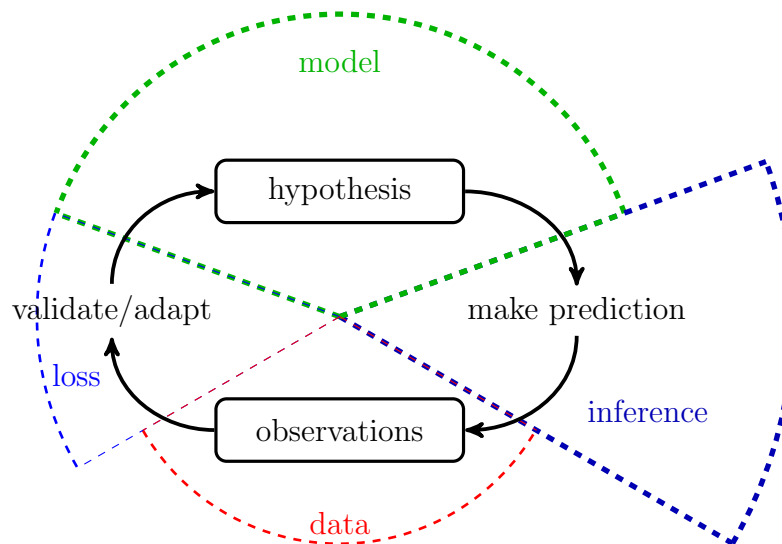 model
hypothesis
validate/adapt
make prediction
loss
inference
observations
data